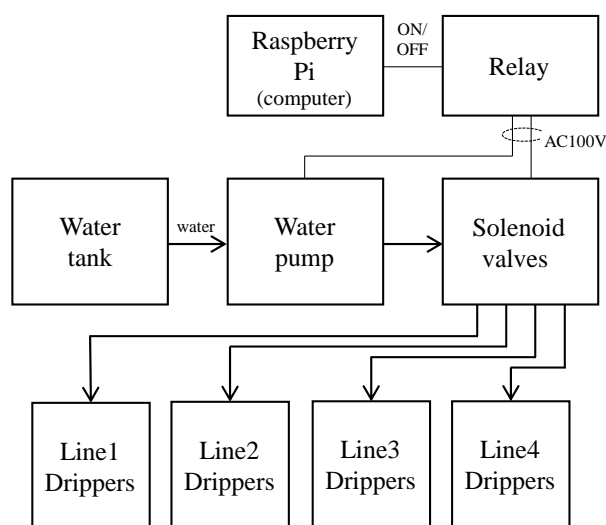 Raspberry
Pi
(computer)
ON/
OFF
Relay
AC100V
Water
tank
water
Water
pump
Solenoid
valves
Line1
Drippers
Line2
Drippers
Line3
Drippers
Line4
Drippers